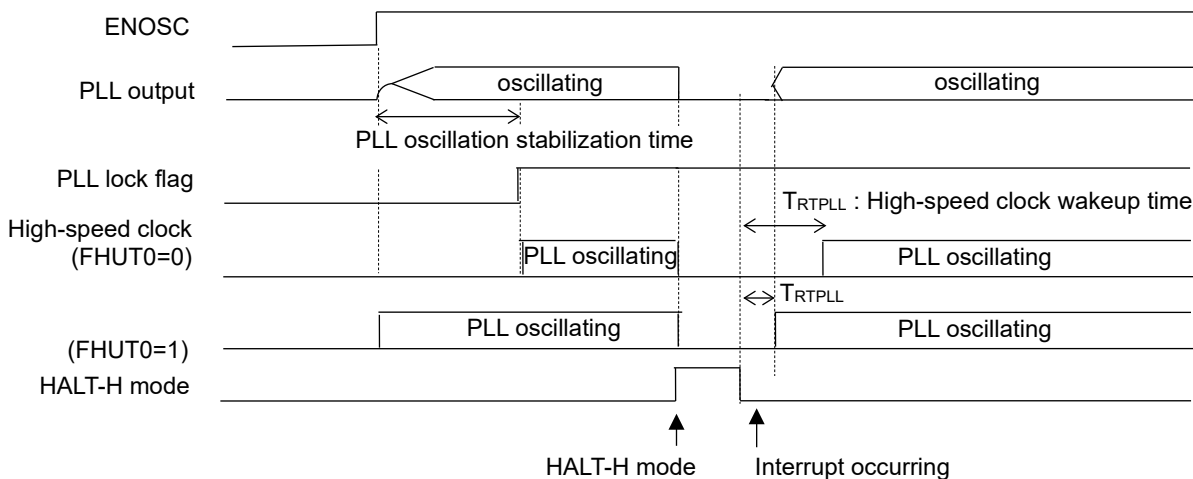 ENOSC
PLL output
oscillating
oscillating
PLL oscillation stabilization time
PLL lock flag
TRTPLL : High-speed clock wakeup time
High-speed clock
(FHUT0=0)
PLL oscillating
PLL oscillating
TRTPLL
PLL oscillating
PLL oscillating
(FHUT0=1)
HALT-H mode
HALT-H mode
Interrupt occurring